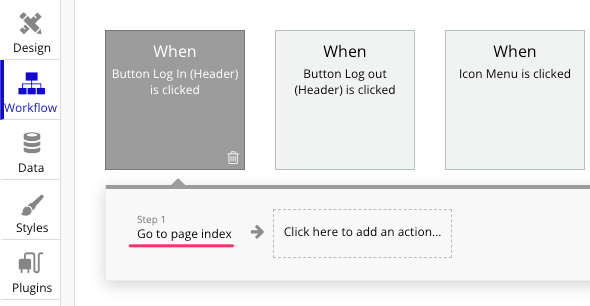 Design
Workflow
Data
Styles
Plugins
When
Button Log In (Header)
is clicked
When
Button Log out
(Header) is clicked
When
Icon Menu is clicked
Step 1
Go to page index
Click here to add an action...